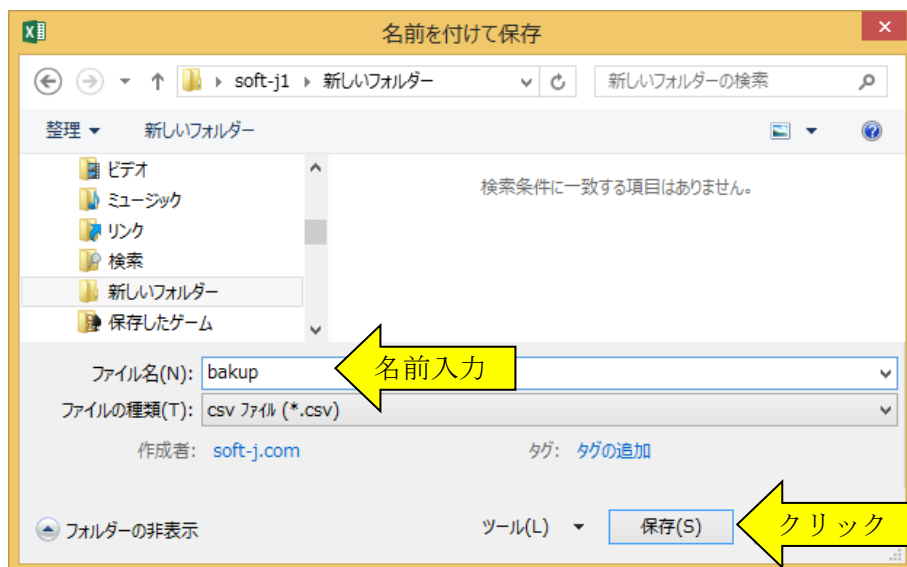 名前を付けて保存
soft-j1 新しいフォルダー 新しいフォルダーの検索
整理 新しいフォルダー
ビデオ
ミュージック
リンク
検索
新しいフォルダー
保存したゲーム
検索条件に一致する項目はありません。
ファイル名(N): bakup 名前入力
ファイルの種類(T): csv ファイル (*.csv)
作成者: soft-j.com タグ: タグの追加
フォルダーの非表示 ツール(L) 保存(S) クリック